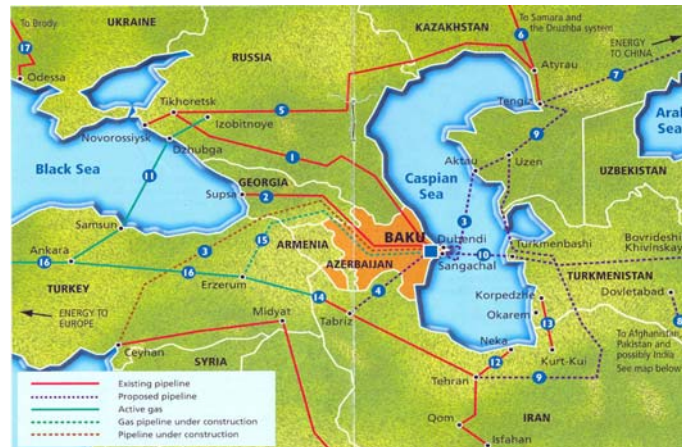 UKRAINE
To Brody
17
Odessa
RUSSIA
KAZAKHSTAN
To Samara and
the Druzhba system
6
Atyrau
ENERGY
TO CHINA
7
Tengiz
Tikhoretsk
5
Izobitnoye
Novorossiysk
Dzhubga
1
9
Aral
Sea
Black Sea
11
Aktau
Uzen
UZBEKISTAN
Caspian
Sea
GEORGIA
Supsa
2
3
Samsun
3
15
ARMENIA
BAKU
Dubendi
Sangachal
10
Turkmenbashi
Bovrideshi
Khivinskay
Ankara
16
16
AZERBAIJAN
4
TURKMENISTAN
TURKEY
Erzerum
14
Korpedzhe
Dovletabad
ENERGY TO
EUROPE
Midyat
Tabriz
Okarem
13
8
Ceyhan
Neka
12
Kurt-Kui
To Afghanistan,
Pakistan and
possibly India
See map below
SYRIA
Tehran
9
Qom
IRAN
Isfahan
Existing pipeline
Proposed pipeline
Active gas
Gas pipeline under construction
Pipeline under construction